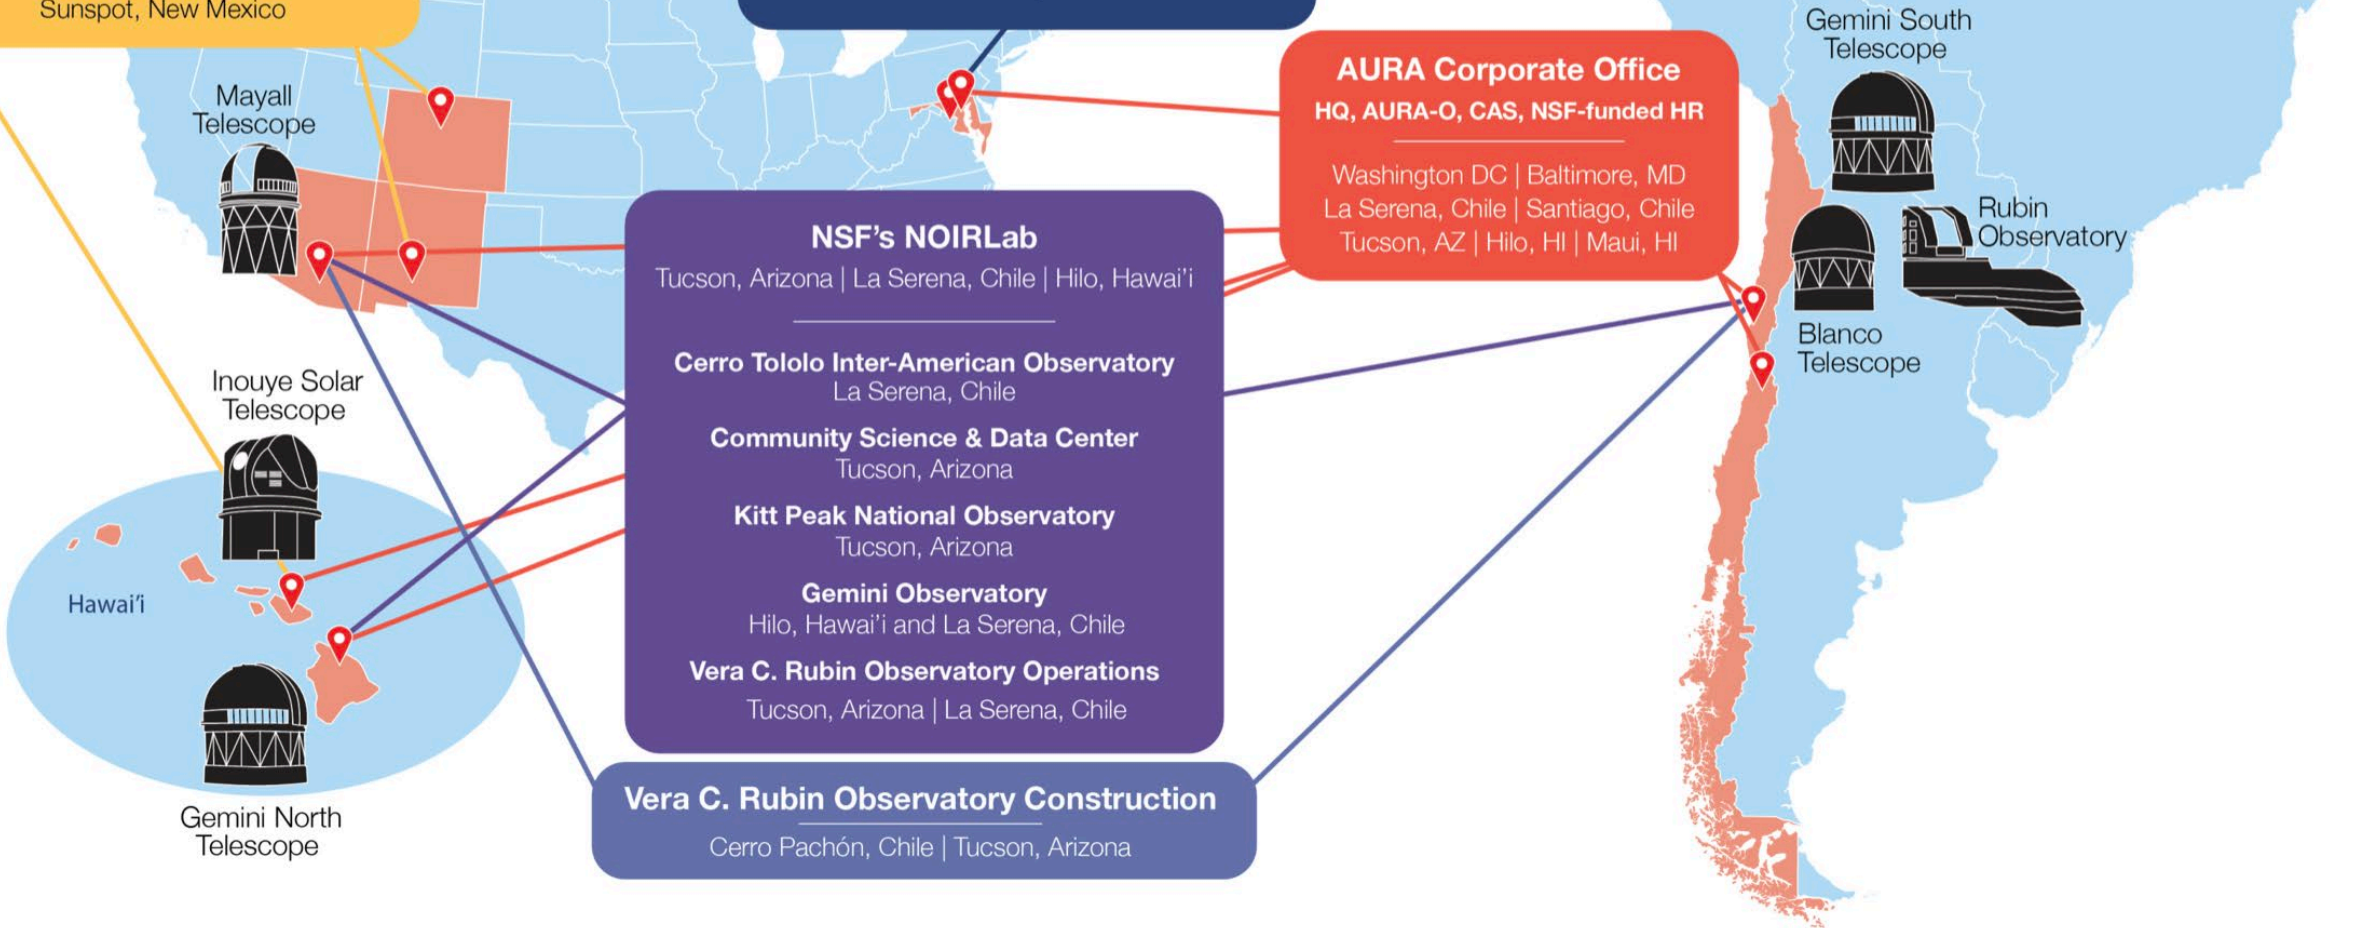 Sunspot, New Mexico
Mayall
Telescope
Inouye Solar
Telescope
Hawai'i
Gemini North
Telescope
NSF's NOIRLab
Tucson, Arizona | La Serena, Chile | Hilo, Hawai'i
Cerro Tololo Inter-American Observatory
La Serena, Chile
Community Science & Data Center
Tucson, Arizona
Kitt Peak National Observatory
Tucson, Arizona
Gemini Observatory
Hilo, Hawai'i and La Serena, Chile
Vera C. Rubin Observatory Operations
Tucson, Arizona | La Serena, Chile
Vera C. Rubin Observatory Construction
Cerro Pachón, Chile | Tucson, Arizona
AURA Corporate Office
HQ, AURA-O, CAS, NSF-funded HR
Washington DC | Baltimore, MD
La Serena, Chile | Santiago, Chile
Tucson, AZ | Hilo, HI | Maui, HI
Gemini South
Telescope
Rubin
Observatory
Blanco
Telescope